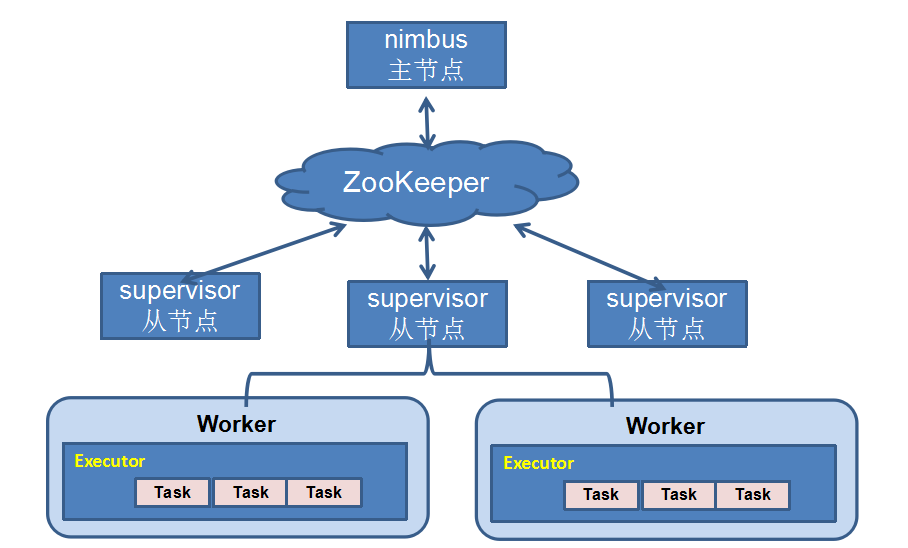 nimbus
主节点
ZooKeeper
supervisor
从节点
supervisor
从节点
supervisor
从节点
Worker
Executor
Task Task Task
Worker
Executor
Task Task Task